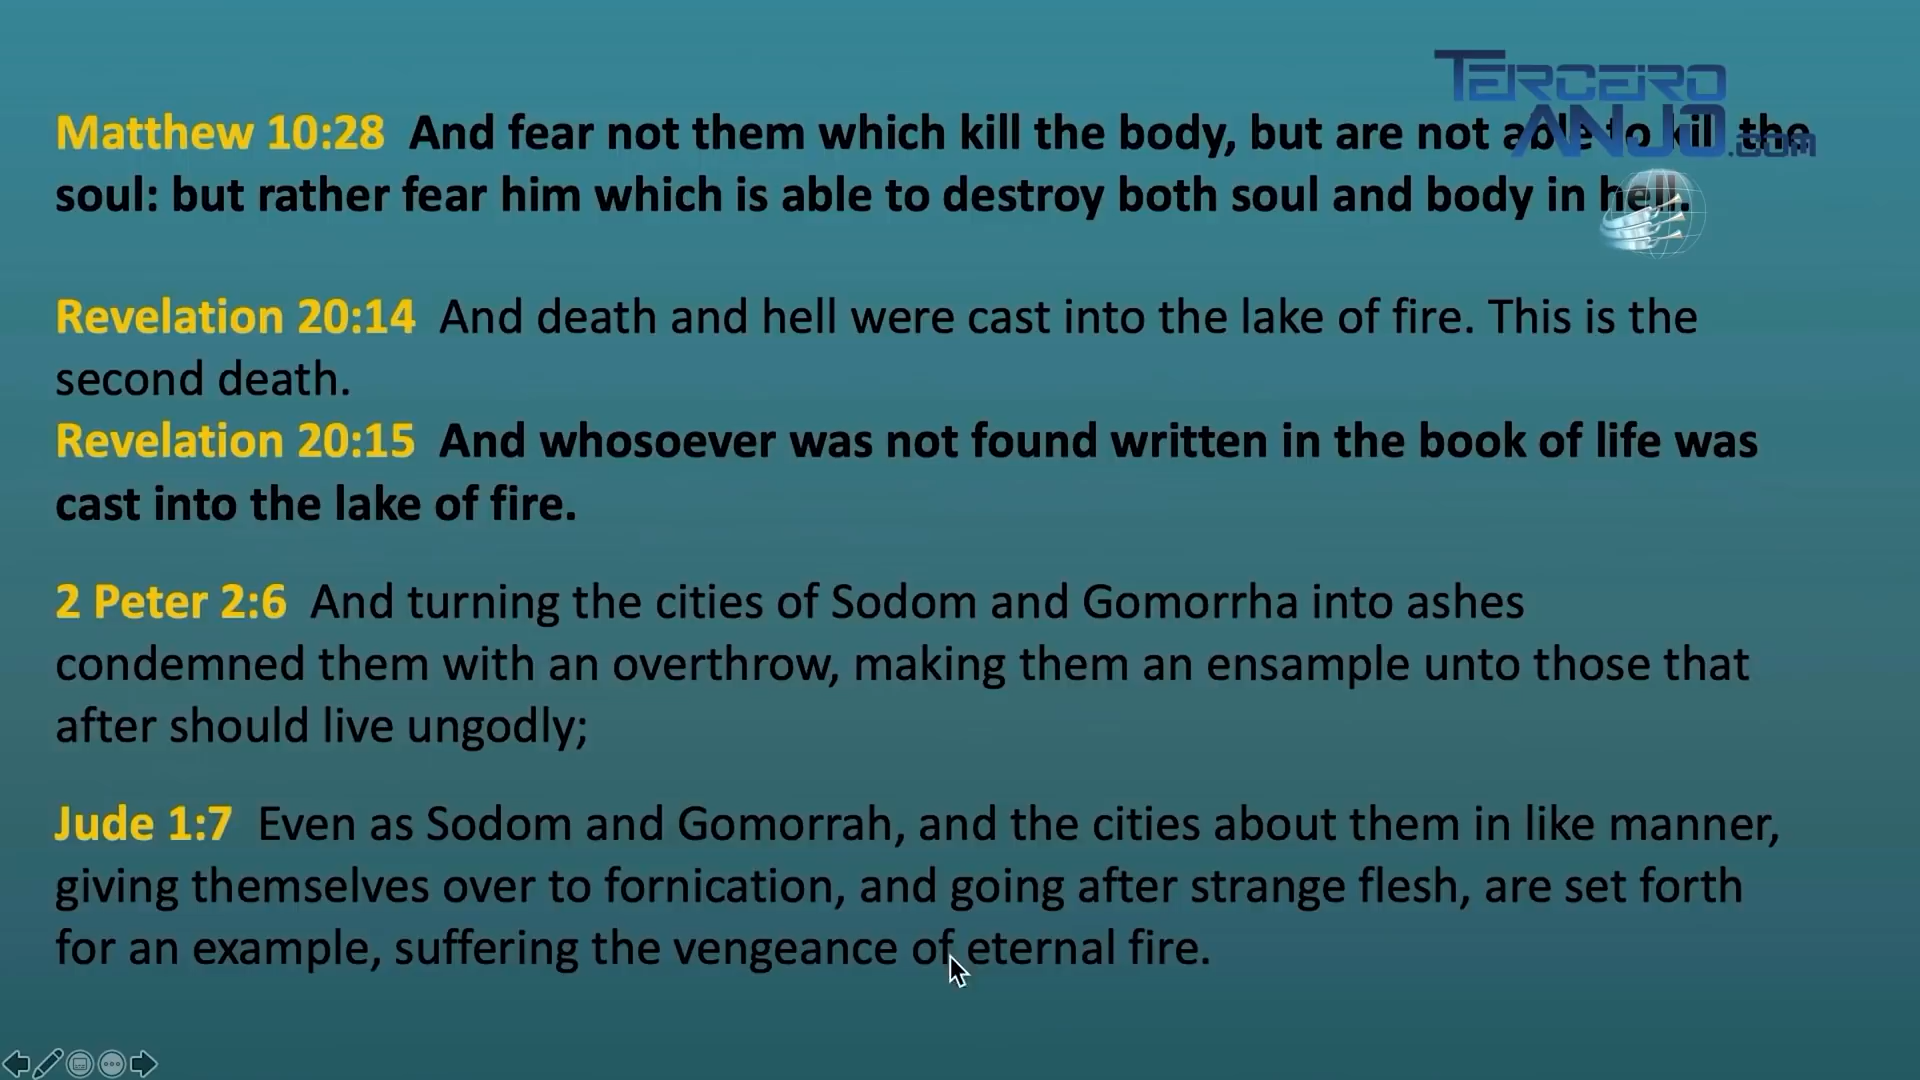 TERCEIRO
ANJO.COM
Matthew 10:28 And fear not them which kill the body, but are not able to kill the
soul: but rather fear him which is able to destroy both soul and body in hell.
Revelation 20:14 And death and hell were cast into the lake of fire. This is the
second death.
Revelation 20:15 And whosoever was not found written in the book of life was
cast into the lake of fire.
2 Peter 2:6 And turning the cities of Sodom and Gomorrha into ashes
condemned them with an overthrow, making them an ensample unto those that
after should live ungodly;
Jude 1:7 Even as Sodom and Gomorrah, and the cities about them in like manner,
giving themselves over to fornication, and going after strange flesh, are set forth
for an example, suffering the vengeance of eternal fire.